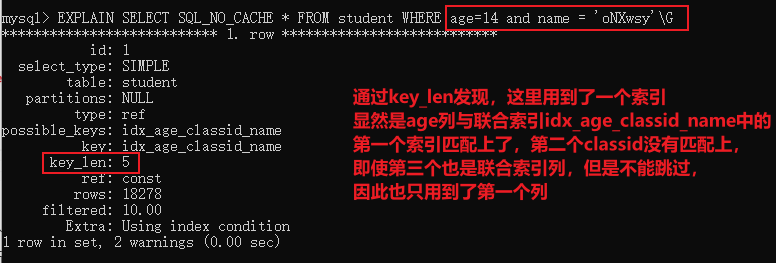 mysql> EXPLAIN SELECT SQL_NO_CACHE * FROM student WHERE age=14 and name = 'oNXwsy'\G
*************************** 1. row ***************************
id: 1
select_type: SIMPLE
table: student
partitions: NULL
type: ref
possible_keys: idx_age_classid_name
key: idx_age_classid_name
key_len: 5
ref: const
rows: 18278
filtered: 10.00
Extra: Using index condition
1 row in set, 2 warnings (0.00 sec)
通过key_len发现，这里用到了一个索引
显然是age列与联合索引idx_age_classid_name中的
第一个索引匹配上了，第二个classid没有匹配上，
即使第三个也是联合索引列，但是不能跳过，
因此也只用到了第一个列